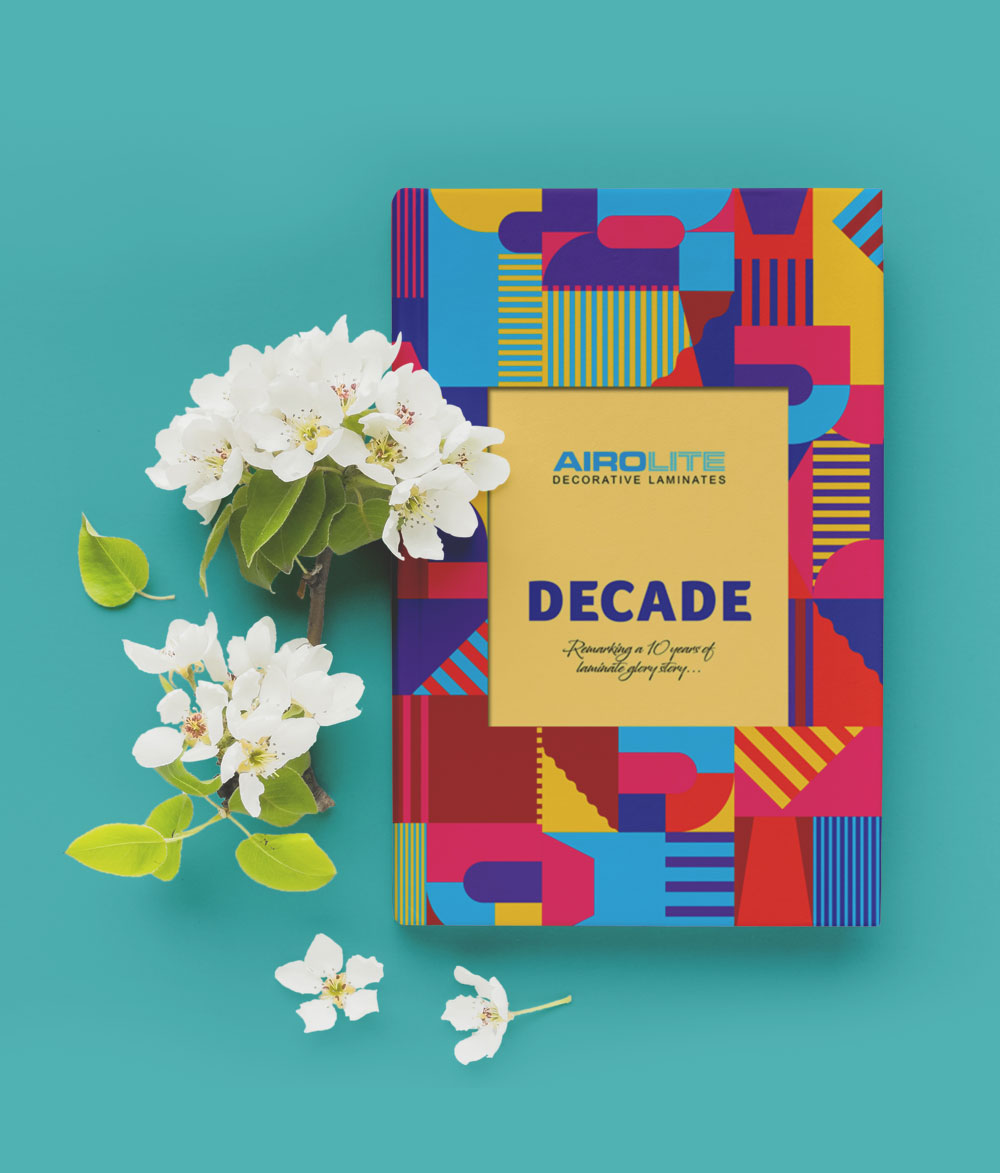 AIROLITE
DECORATIVE LAMINATES
DECADE
Remarking a 10 years of
laminate glory story...